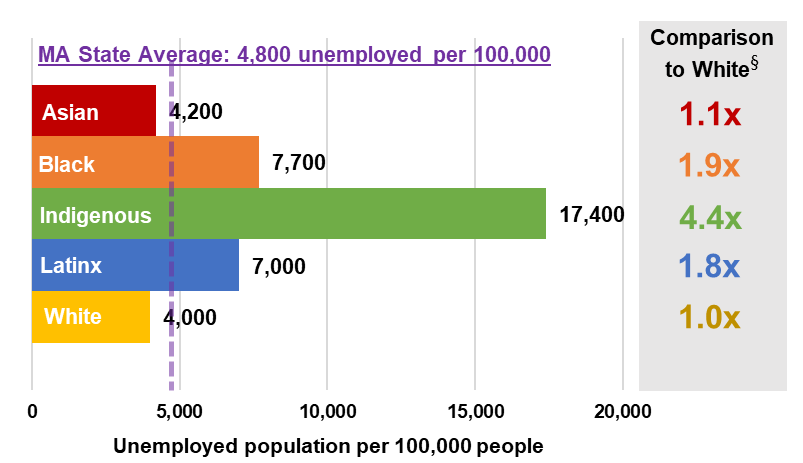 MA State Average: 4,800 unemployed per 100,000
Comparison
to White§
Asian 4,200 1.1x
Black 7,700 1.9x
Indigenous 17,400 4.4x
Latinx 7,000 1.8x
White 4,000 1.0x
0 5,000 10,000 15,000 20,000
Unemployed population per 100,000 people